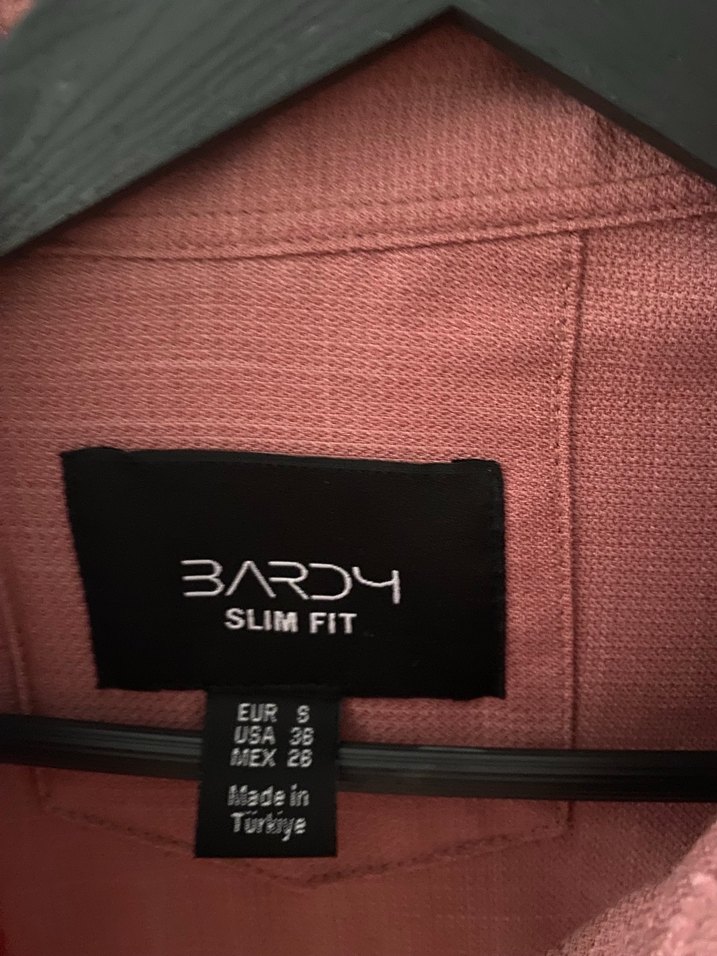 BARDY
SLIM FIT
EUR S
USA 36
MEX 26
Made in
Türkiye